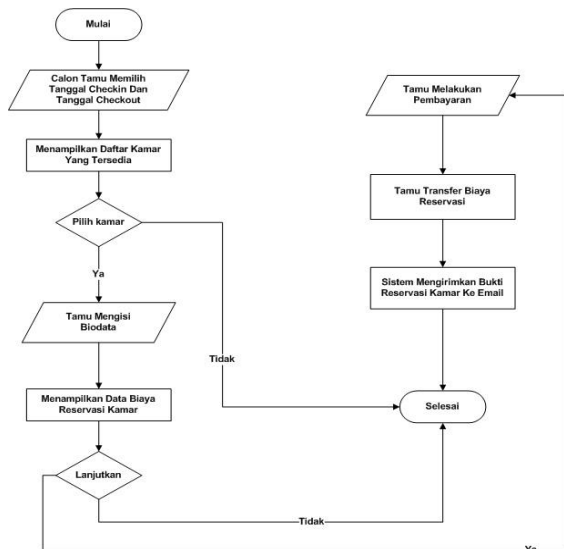 Mulai
Calon Tamu Memilih
Tanggal Checkin Dan
Tanggal Checkout
Menampilkan Daftar Kamar
Yang Tersedia
Pilih kamar
Ya
Tamu Mengisi
Biodata
Menampilkan Data Biaya
Reservasi Kamar
Lanjutkan
Tidak
Tidak
Ya
Tamu Melakukan
Pembayaran
Tamu Transfer Biaya
Reservasi
Sistem Mengirimkan Bukti
Reservasi Kamar Ke Email
Selesai